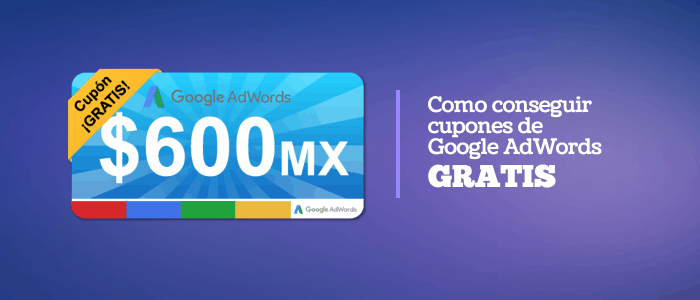 Cupón
¡GRATIS!
Google AdWords
$600MX
Google AdWords
Como conseguir
cupones de
Google AdWords
GRATIS